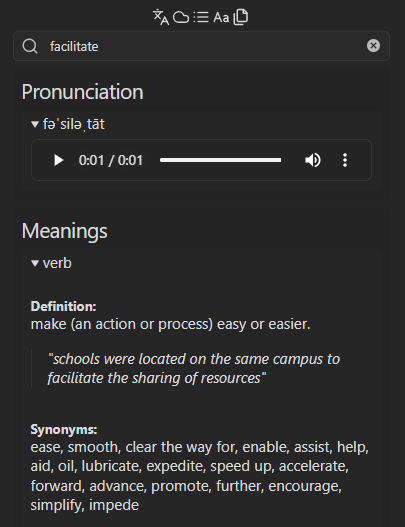 Aa
facilitate
Pronunciation
▾ fəˈsiləˌtāt
0:01 / 0:01
Meanings
▾ verb
Definition:
make (an action or process) easy or easier.
"schools were located on the same campus to
facilitate the sharing of resources"
Synonyms:
ease, smooth, clear the way for, enable, assist, help,
aid, oil, lubricate, expedite, speed up, accelerate,
forward, advance, promote, further, encourage,
simplify, impede